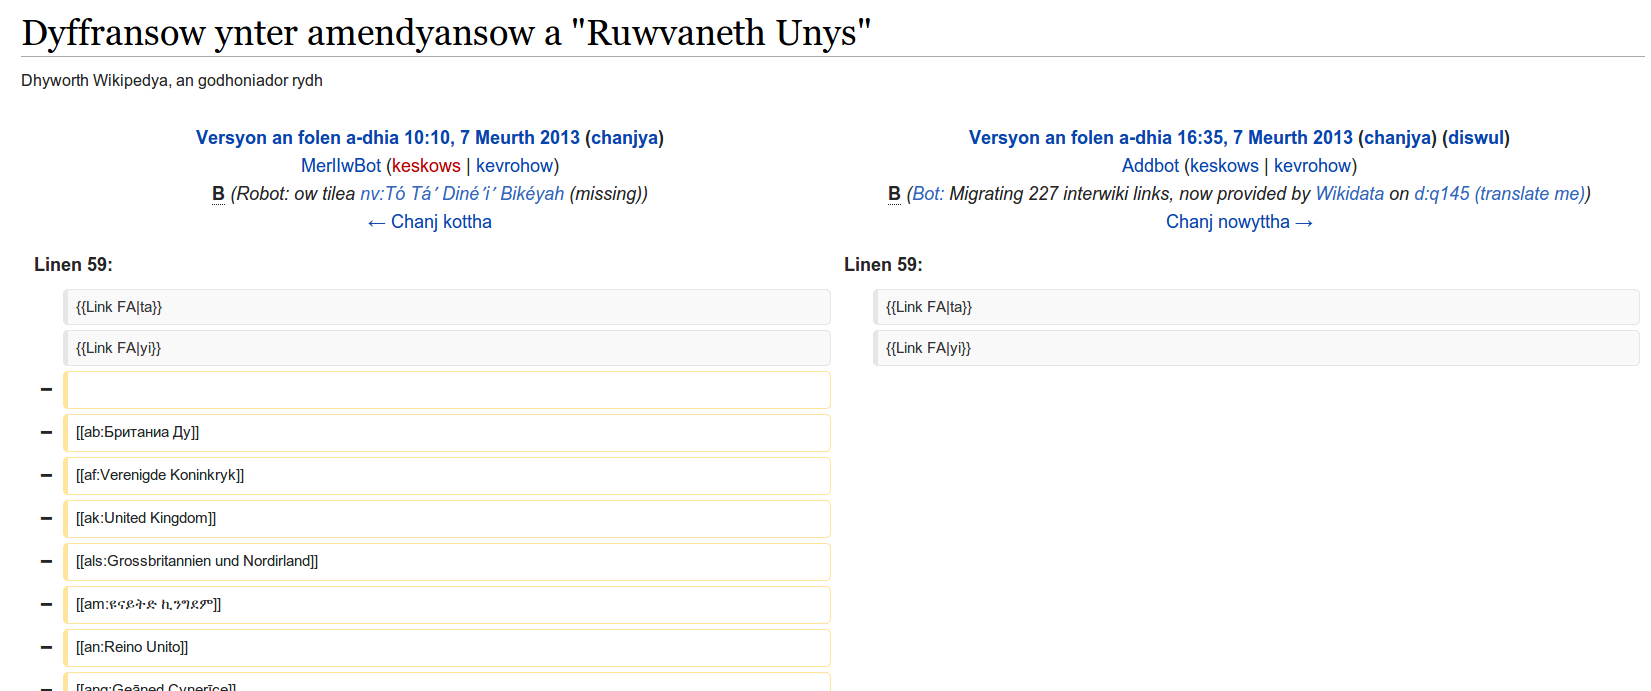 Dyffransow ynter amendyansow a "Ruwvaneth Unys"
Dhyworth Wikipedya, an godhoniador rydh
Versyon an folen a-dhia 10:10, 7 Meurth 2013 (chanjya)
MerlIwBot (keskows | kevrohow)
B (Robot: ow tilea nv:Tó Táʼ Dinéʼiʼ Bikéyah (missing))
← Chanj kottha
Versyon an folen a-dhia 16:35, 7 Meurth 2013 (chanjya) (diswul)
Addbot (keskows | kevrohow)
B (Bot: Migrating 227 interwiki links, now provided by Wikidata on d:q145 (translate me))
Chanj nowyttha →
Linen 59:
Linen 59:
{{Link FA|ta}}
{{Link FA|ta}}
{{Link FA|yi}}
{{Link FA|yi}}
−
− [[ab:Британиа Ду]]
− [[af:Verenigde Koninkryk]]
− [[ak:United Kingdom]]
− [[als:Grossbritannien und Nordirland]]
− [[am:ዩናይትድ ኪንግደም]]
− [[an:Reino Unito]]
− [[ang:Geāned Cynerīce]]